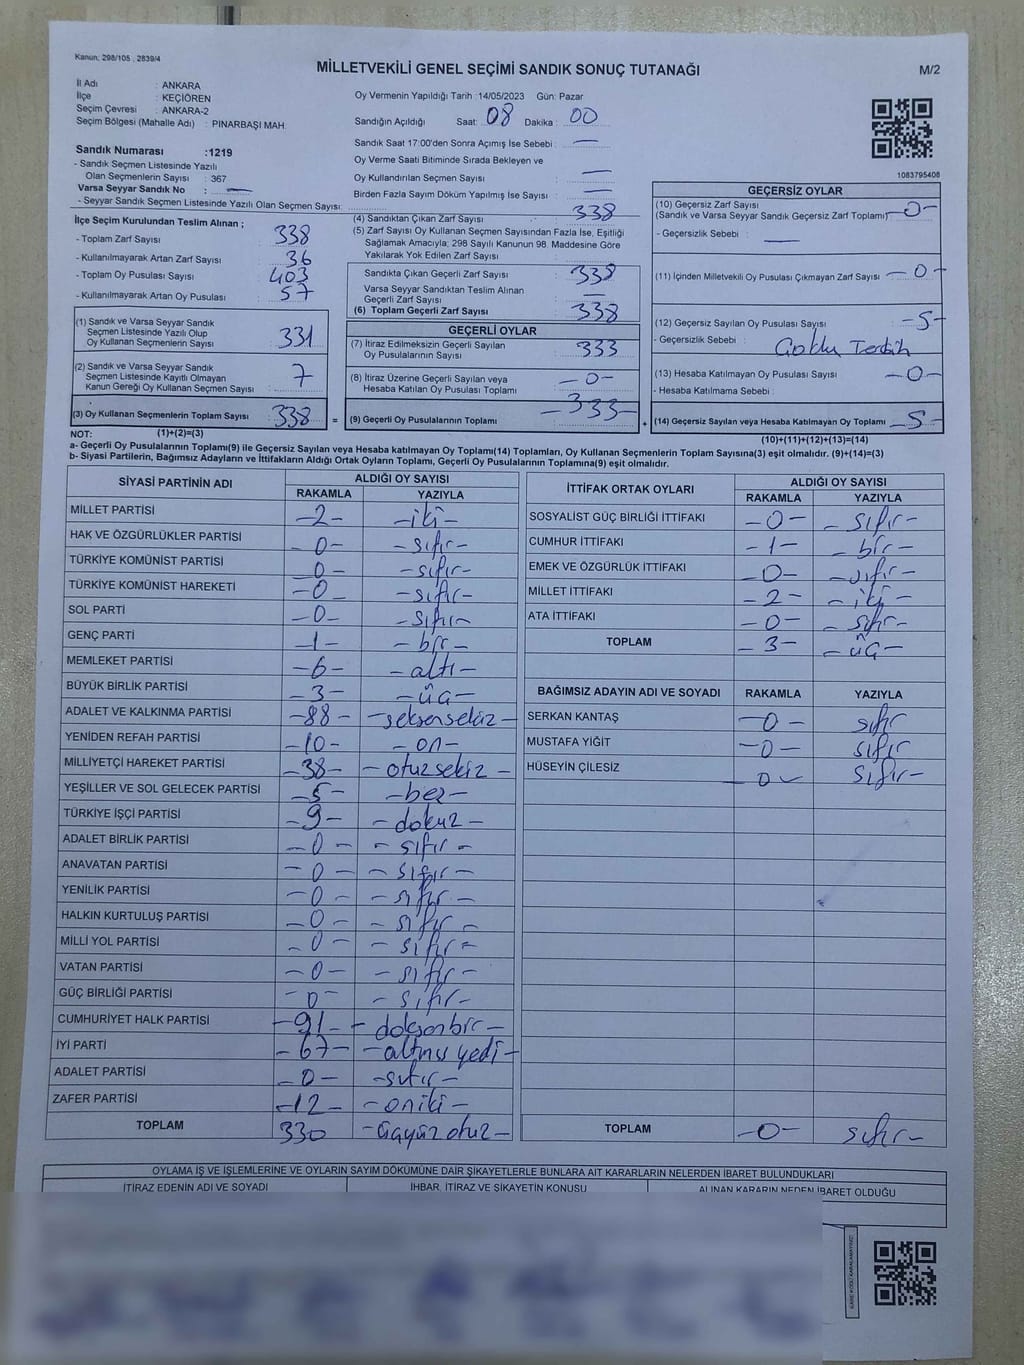 Kanun: 298/105 , 2839/4
MİLLETVEKİLİ GENEL SEÇİMİ SANDIK SONUÇ TUTANAĞI
M/2
İl Adı : ANKARA
İlçe : KEÇİÖREN
Seçim Çevresi : ANKARA-2
Seçim Bölgesi (Mahalle Adı) : PINARBAŞI MAH.
Sandık Numarası :1219
- Sandık Seçmen Listesinde Yazılı
Olan Seçmenlerin Sayısı : 367
Varsa Seyyar Sandık No : —
- Seyyar Sandık Seçmen Listesinde Yazılı Olan Seçmen Sayısı:
Oy Vermenin Yapıldığı Tarih :14/05/2023 Gün: Pazar
Sandığın Açıldığı Saat: 08 Dakika : 00
Sandık Saat 17:00'den Sonra Açımış İse Sebebi : —
Oy Verme Saati Bitiminde Sırada Bekleyen ve
Oy Kullandırılan Seçmen Sayısı : —
Birden Fazla Sayım Döküm Yapılmış İse Sayısı : —
1083795408
İlçe Seçim Kurulundan Teslim Alınan ;
- Toplam Zarf Sayısı : 338
- Kullanılmayarak Artan Zarf Sayısı : 36
- Toplam Oy Pusulası Sayısı : 403
- Kullanılmayarak Artan Oy Pusulası : 57
(1) Sandık ve Varsa Seyyar Sandık
Seçmen Listesinde Yazılı Olup
Oy Kullanan Seçmenlerin Sayısı : 331
(2) Sandık ve Varsa Seyyar Sandık
Seçmen Listesinde Kayıtlı Olmayan
Kanun Gereği Oy Kullanan Seçmen Sayısı : 7
(3) Oy Kullanan Seçmenlerin Toplam Sayısı : 338 =
(1)+(2)=(3)
(4) Sandıktan Çıkan Zarf Sayısı : 338
(5) Zarf Sayısı Oy Kullanan Seçmen Sayısından Fazla İse, Eşitliği
Sağlamak Amacıyla; 298 Sayılı Kanunun 98. Maddesine Göre
Yakılarak Yok Edilen Zarf Sayısı :
Sandıkta Çıkan Geçerli Zarf Sayısı : 338
Varsa Seyyar Sandıktan Teslim Alınan
Geçerli Zarf Sayısı : —
(6) Toplam Geçerli Zarf Sayısı : 338
GEÇERLİ OYLAR
(7) İtiraz Edilmeksizin Geçerli Sayılan
Oy Pusulalarının Sayısı : 333
(8) İtiraz Üzerine Geçerli Sayılan veya
Hesaba Katılan Oy Pusulası Toplamı : -0-
(9) Geçerli Oy Pusulalarının Toplamı : -333- +
GEÇERSİZ OYLAR
(10) Geçersiz Zarf Sayısı
(Sandık ve Varsa Seyyar Sandık Geçersiz Zarf Toplamı) -0-
- Geçersizlik Sebebi : —
(11) İçinden Milletvekili Oy Pusulası Çıkmayan Zarf Sayısı -0-
(12) Geçersiz Sayılan Oy Pusulası Sayısı : -5-
- Geçersizlik Sebebi : Çoklu Tercih
(13) Hesaba Katılmayan Oy Pusulası Sayısı : -0-
- Hesaba Katılmama Sebebi :
(14) Geçersiz Sayılan veya Hesaba Katılmayan Oy Toplamı : -5-
(10)+(11)+(12)+(13)=(14)
NOT:
a- Geçerli Oy Pusulalarının Toplamı(9) ile Geçersiz Sayılan veya Hesaba katılmayan Oy Toplamı(14) Toplamları, Oy Kullanan Seçmenlerin Toplam Sayısına(3) eşit olmalıdır. (9)+(14)=(3)
b- Siyasi Partilerin, Bağımsız Adayların ve İttifakların Aldığı Ortak Oyların Toplamı, Geçerli Oy Pusulalarının Toplamına(9) eşit olmalıdır.
SİYASİ PARTİNİN ADI ALDIĞI OY SAYISI
RAKAMLA YAZIYLA
MİLLET PARTİSİ -2- -iki-
HAK VE ÖZGÜRLÜKLER PARTİSİ -0- -sıfır-
TÜRKİYE KOMÜNİST PARTİSİ -0- -sıfır-
TÜRKİYE KOMÜNİST HAREKETİ -0- -sıfır-
SOL PARTİ -0- -sıfır-
GENÇ PARTİ -1- -bir-
MEMLEKET PARTİSİ -6- -altı-
BÜYÜK BİRLİK PARTİSİ -3- -üç-
ADALET VE KALKINMA PARTİSİ -88- -seksensekiz-
YENİDEN REFAH PARTİSİ -10- -on-
MİLLİYETÇİ HAREKET PARTİSİ -38- -otuzsekiz-
YEŞİLLER VE SOL GELECEK PARTİSİ -5- -beş-
TÜRKİYE İŞÇİ PARTİSİ -9- -dokuz-
ADALET BİRLİK PARTİSİ -0- -sıfır-
ANAVATAN PARTİSİ -0- -sıfır-
YENİLİK PARTİSİ -0- -sıfır-
HALKIN KURTULUŞ PARTİSİ -0- -sıfır-
MİLLİ YOL PARTİSİ -0- -sıfır-
VATAN PARTİSİ -0- -sıfır-
GÜÇ BİRLİĞİ PARTİSİ -0- -sıfır-
CUMHURİYET HALK PARTİSİ -91- -doksanbir-
İYİ PARTİ -67- -altmış yedi-
ADALET PARTİSİ -0- -sıfır-
ZAFER PARTİSİ -12- -oniki-
TOPLAM 330 -üçyüz otuz-
İTTİFAK ORTAK OYLARI ALDIĞI OY SAYISI
RAKAMLA YAZIYLA
SOSYALİST GÜÇ BİRLİĞİ İTTİFAKI -0- -sıfır-
CUMHUR İTTİFAKI -1- -bir-
EMEK VE ÖZGÜRLÜK İTTİFAKI -0- -sıfır-
MİLLET İTTİFAKI -2- -iki-
ATA İTTİFAKI -0- -sıfır-
TOPLAM -3- -üç-
BAĞIMSIZ ADAYIN ADI VE SOYADI RAKAMLA YAZIYLA
SERKAN KANTAŞ -0- sıfır
MUSTAFA YİĞİT -0- sıfır
HÜSEYİN ÇİLESİZ -0- sıfır-
TOPLAM -0- sıfır-
OYLAMA İŞ VE İŞLEMLERİNE VE OYLARIN SAYIM DÖKÜMÜNE DAİR ŞİKAYETLERLE BUNLARA AİT KARARLARIN NELERDEN İBARET BULUNDUKLARI
İTİRAZ EDENİN ADI VE SOYADI İHBAR, İTİRAZ VE ŞİKAYETİN KONUSU ALINAN KARARIN NEDEN İBARET OLDUĞU